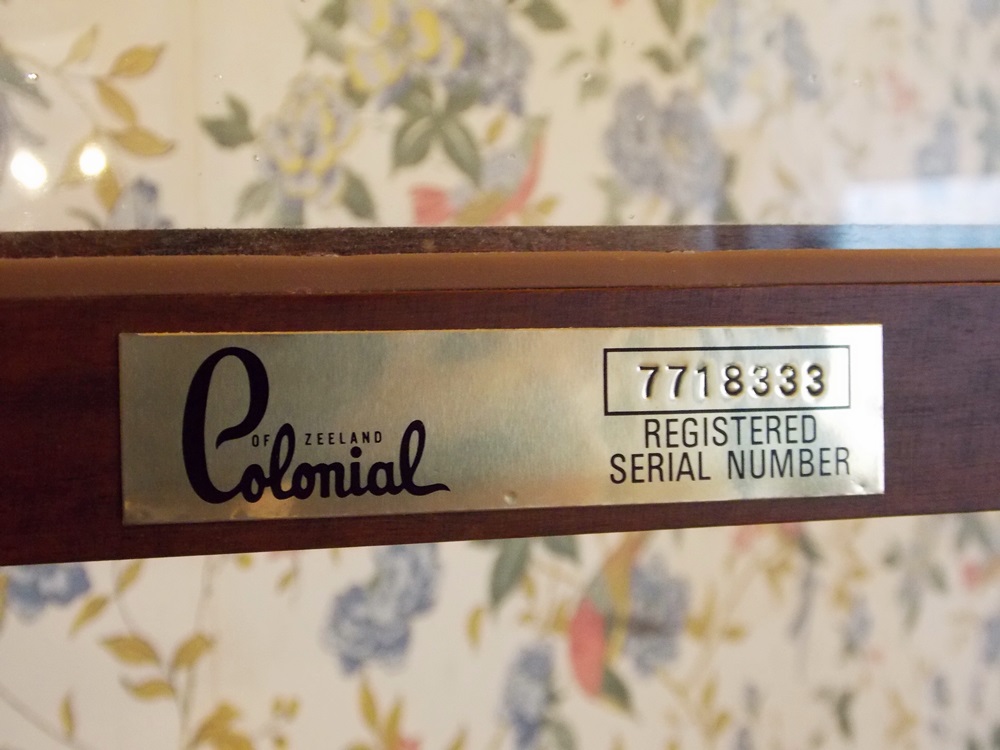 Colonial
OF ZEELAND
7718333
REGISTERED
SERIAL NUMBER